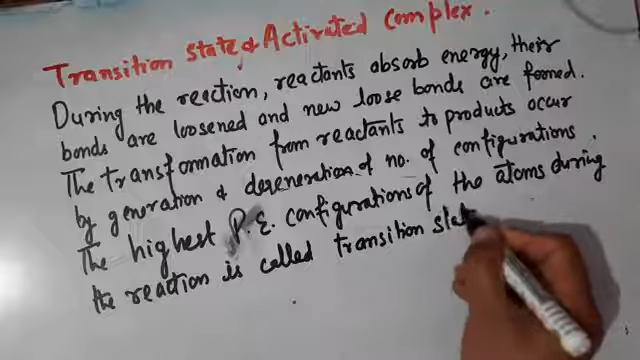 Transition state & Activated Complex.
During the reaction, reactants absorb energy, their
bonds are loosened and new loose bonds are formed.
The transformation from reactants to products occur
by generation & degeneration of no. of configurations.
The highest P.E. configurations of the atoms during
the reaction is called transition stat